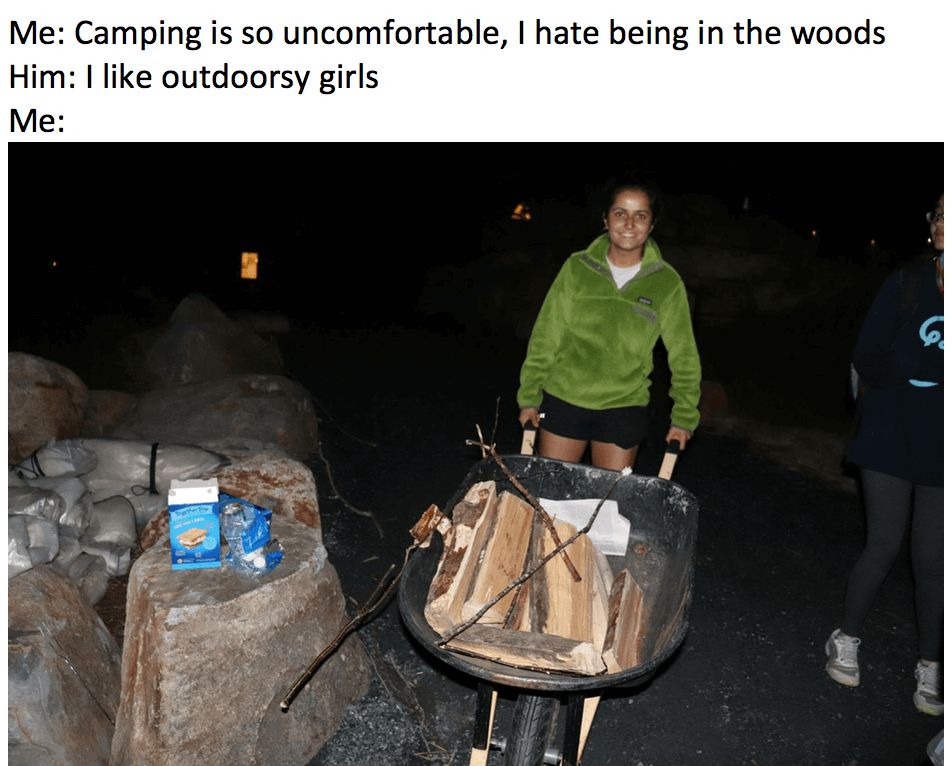 Me: Camping is so uncomfortable, I hate being in the woods
Him: I like outdoorsy girls
Me: